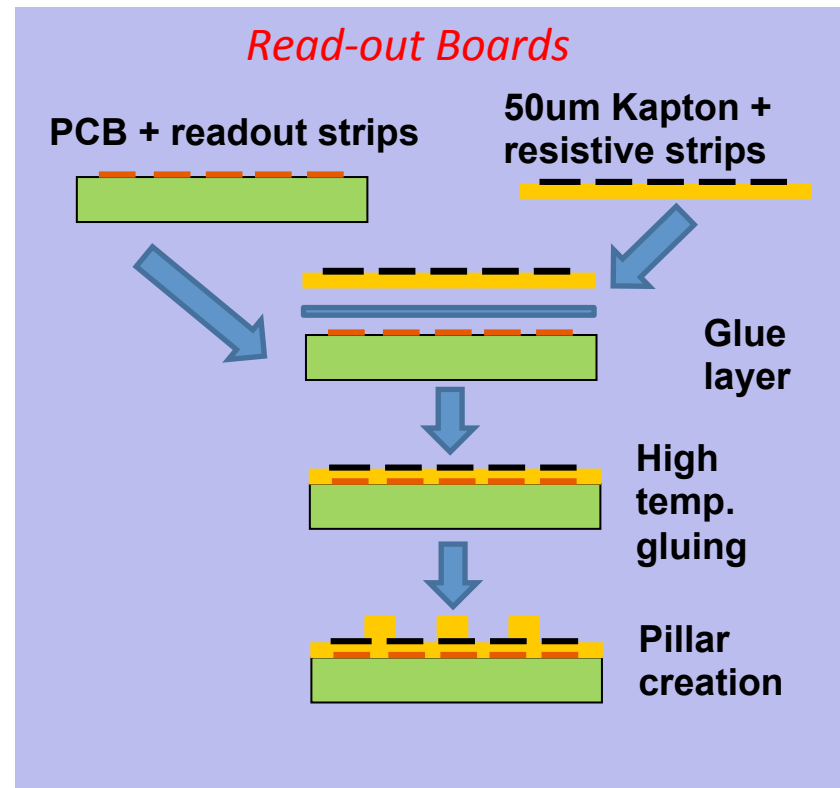 Read-out Boards
PCB + readout strips
50um Kapton +
resistive strips
Glue
layer
High
temp.
gluing
Pillar
creation